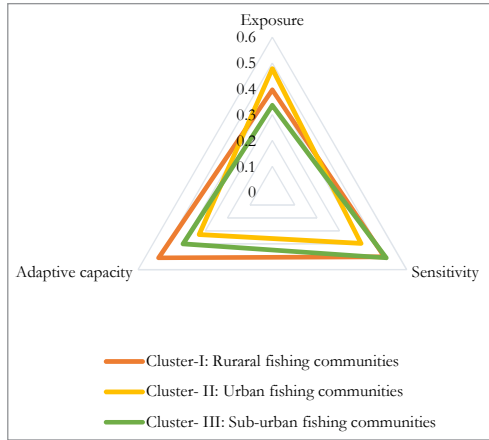 Exposure
0.6
0.5
0.4
0.3
0.2
0.1
0
Adaptive capacity
Sensitivity
Cluster-I: Ruraral fishing communities
Cluster- II: Urban fishing communities
Cluster- III: Sub-urban fishing communities